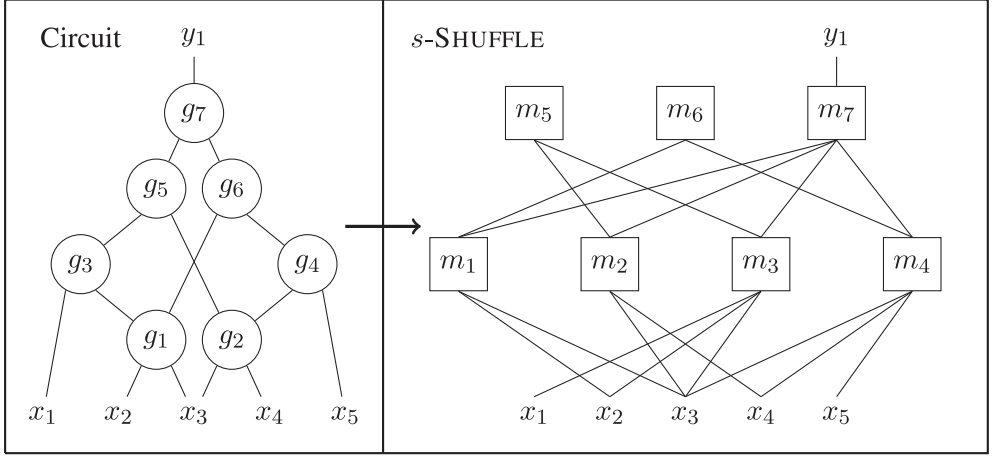 Circuit
y₁
g₇
g₅ g₆
g₃ g₄
g₁ g₂
x₁ x₂ x₃ x₄ x₅
s-SHUFFLE
y₁
m₅ m₆ m₇
m₁ m₂ m₃ m₄
x₁ x₂ x₃ x₄ x₅